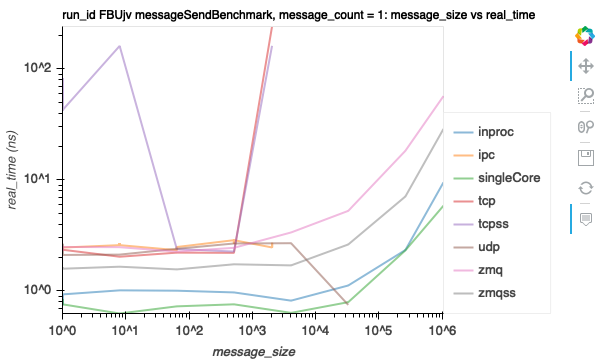 run_id FBUjv messageSendBenchmark, message_count = 1: message_size vs real_time
10^2
10^1
10^0
real_time (ns)
inproc
ipc
singleCore
tcp
tcpss
udp
zmq
zmqss
10^0 10^1 10^2 10^3 10^4 10^5 10^6
message_size